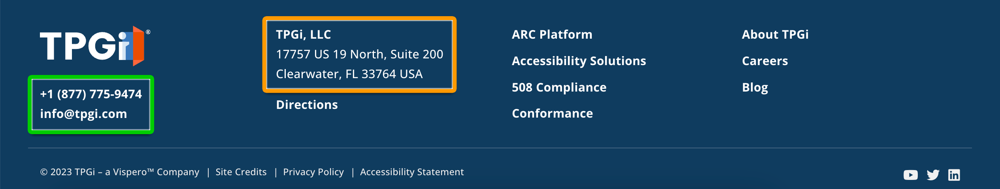 TPGi®
+1 (877) 775-9474
info@tpgi.com
TPGi, LLC
17757 US 19 North, Suite 200
Clearwater, FL 33764 USA
Directions
ARC Platform
Accessibility Solutions
508 Compliance
Conformance
About TPGi
Careers
Blog
© 2023 TPGi – a Vispero™ Company | Site Credits | Privacy Policy | Accessibility Statement
in